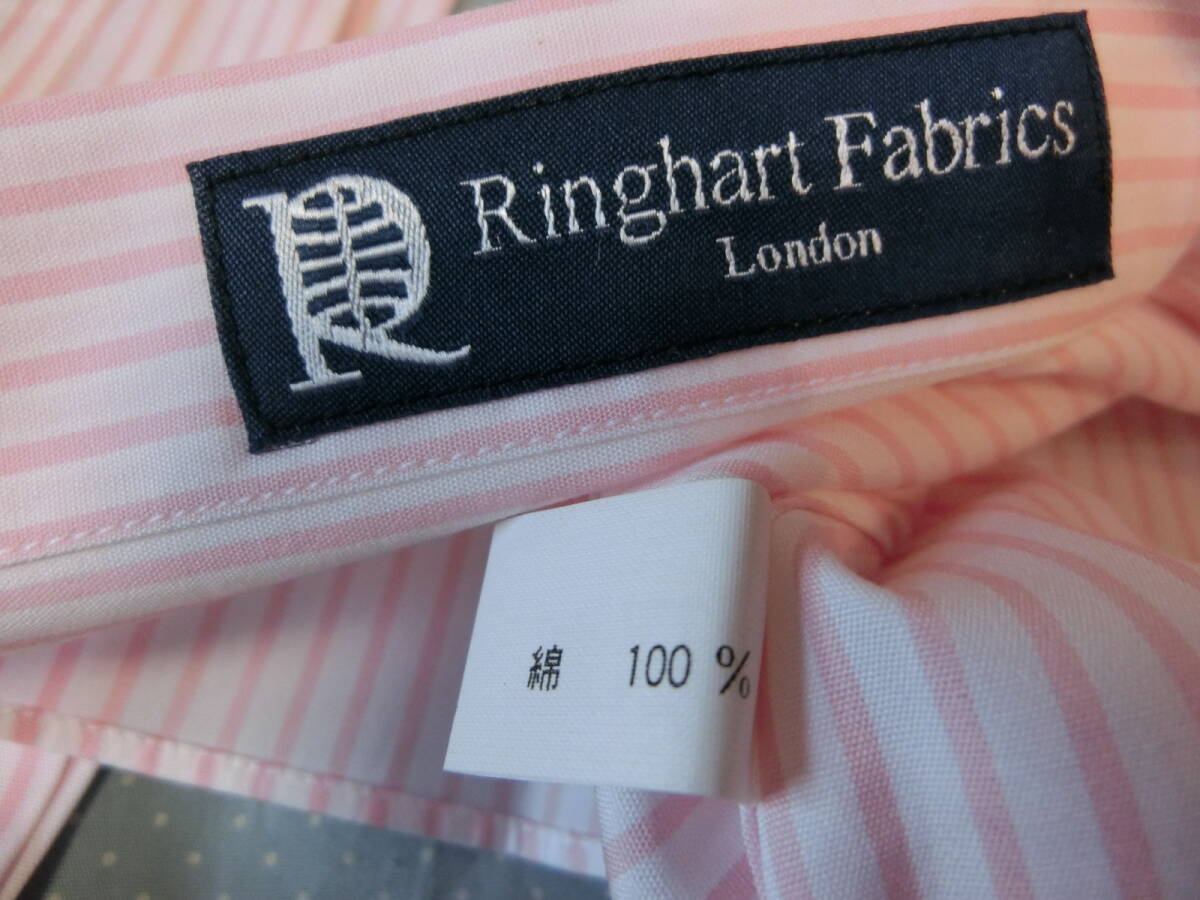 R
Ringhart Fabrics
London
綿 100 %